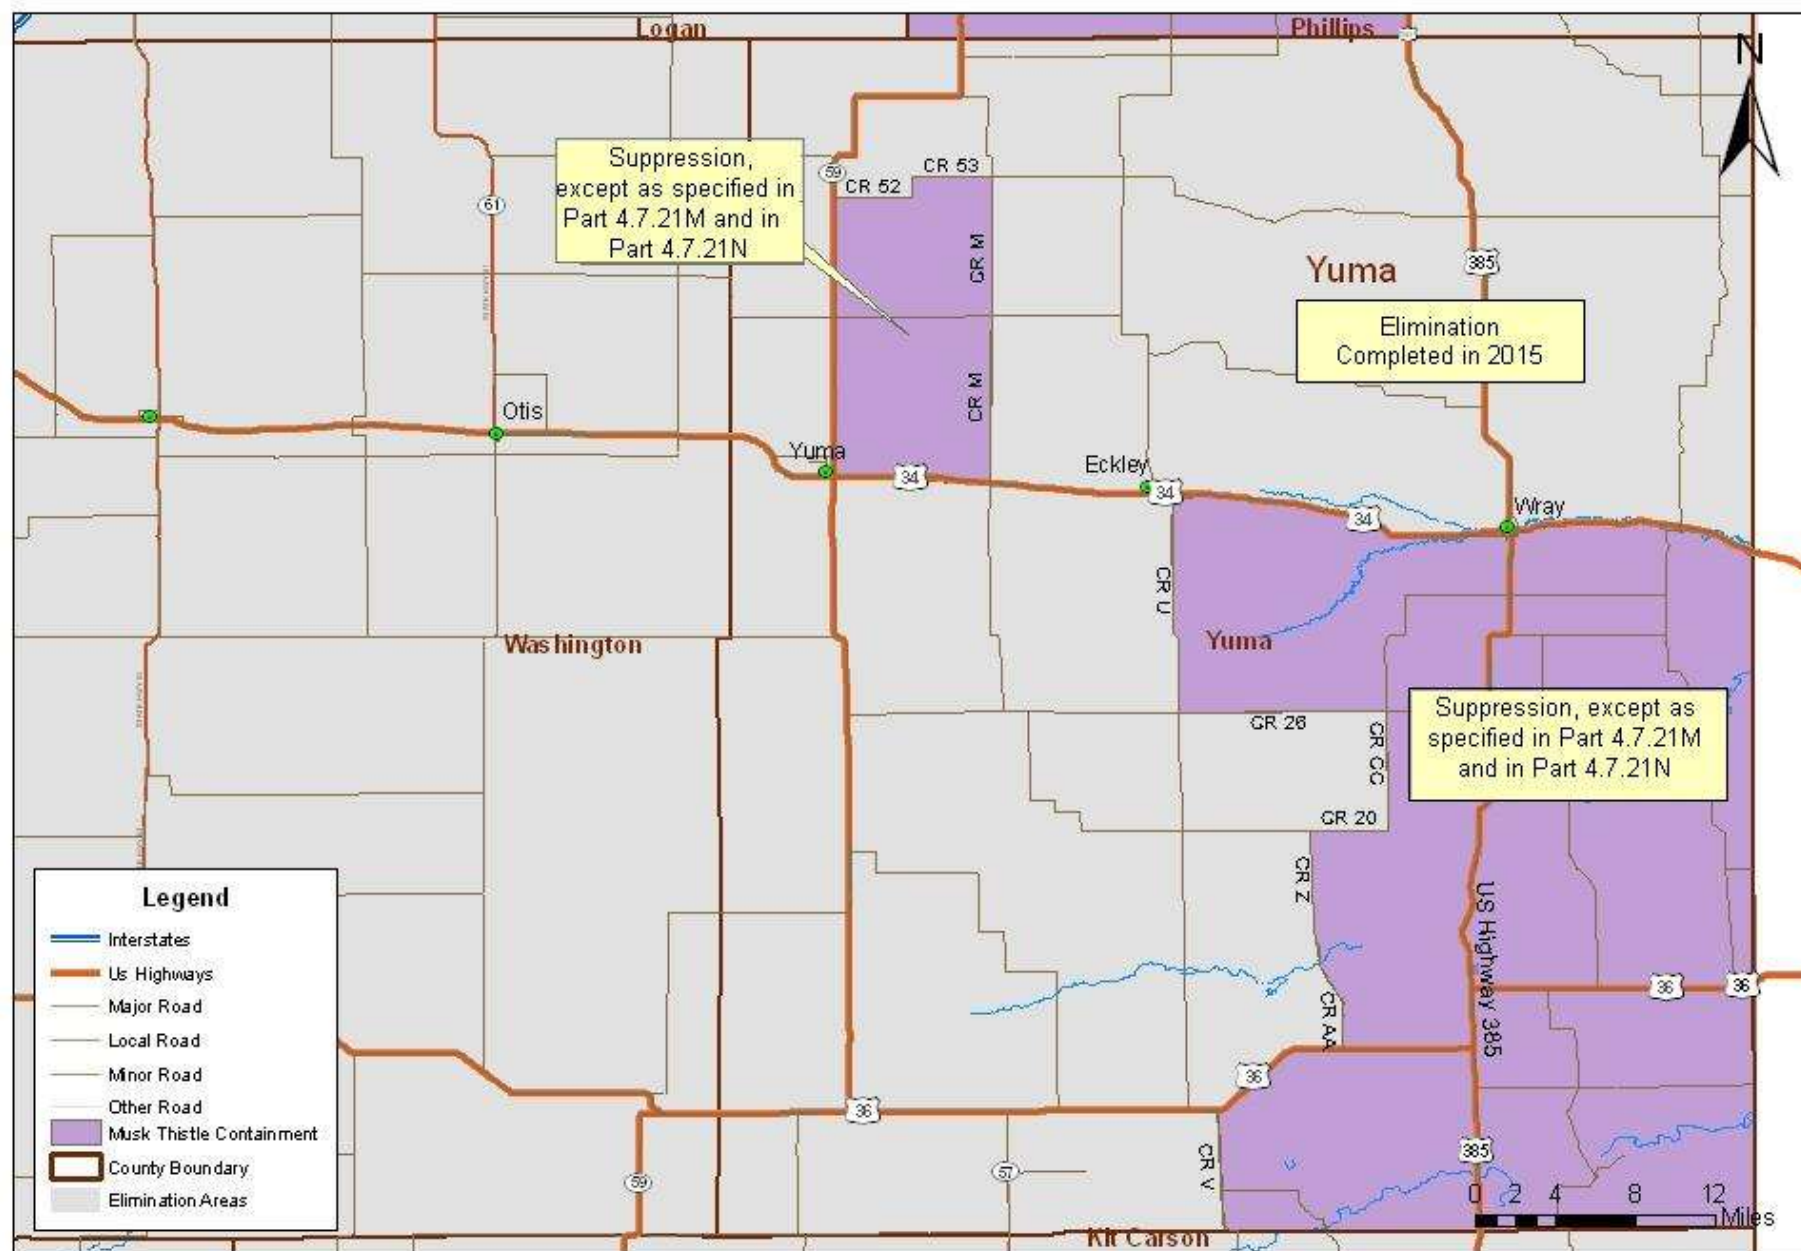 Logan
Phillips
N
Suppression,
except as specified in
Part 4.7.21M and in
Part 4.7.21N
59
CR 52
CR 53
61
CR M
385
Yuma
Elimination
Completed in 2015
CR M
Otis
Yuma
34
Eckley
34
34
Wray
CR U
Washington
Yuma
CR 26
CR CC
Suppression, except as
specified in Part 4.7.21M
and in Part 4.7.21N
CR 20
CR Z
US Highway 385
CR AA
36
36
36
36
CR V
57
59
385
0 2 4 8 12
Miles
Kit Carson
Legend
Interstates
Us Highways
Major Road
Local Road
Minor Road
Other Road
Musk Thistle Containment
County Boundary
Elimination Areas